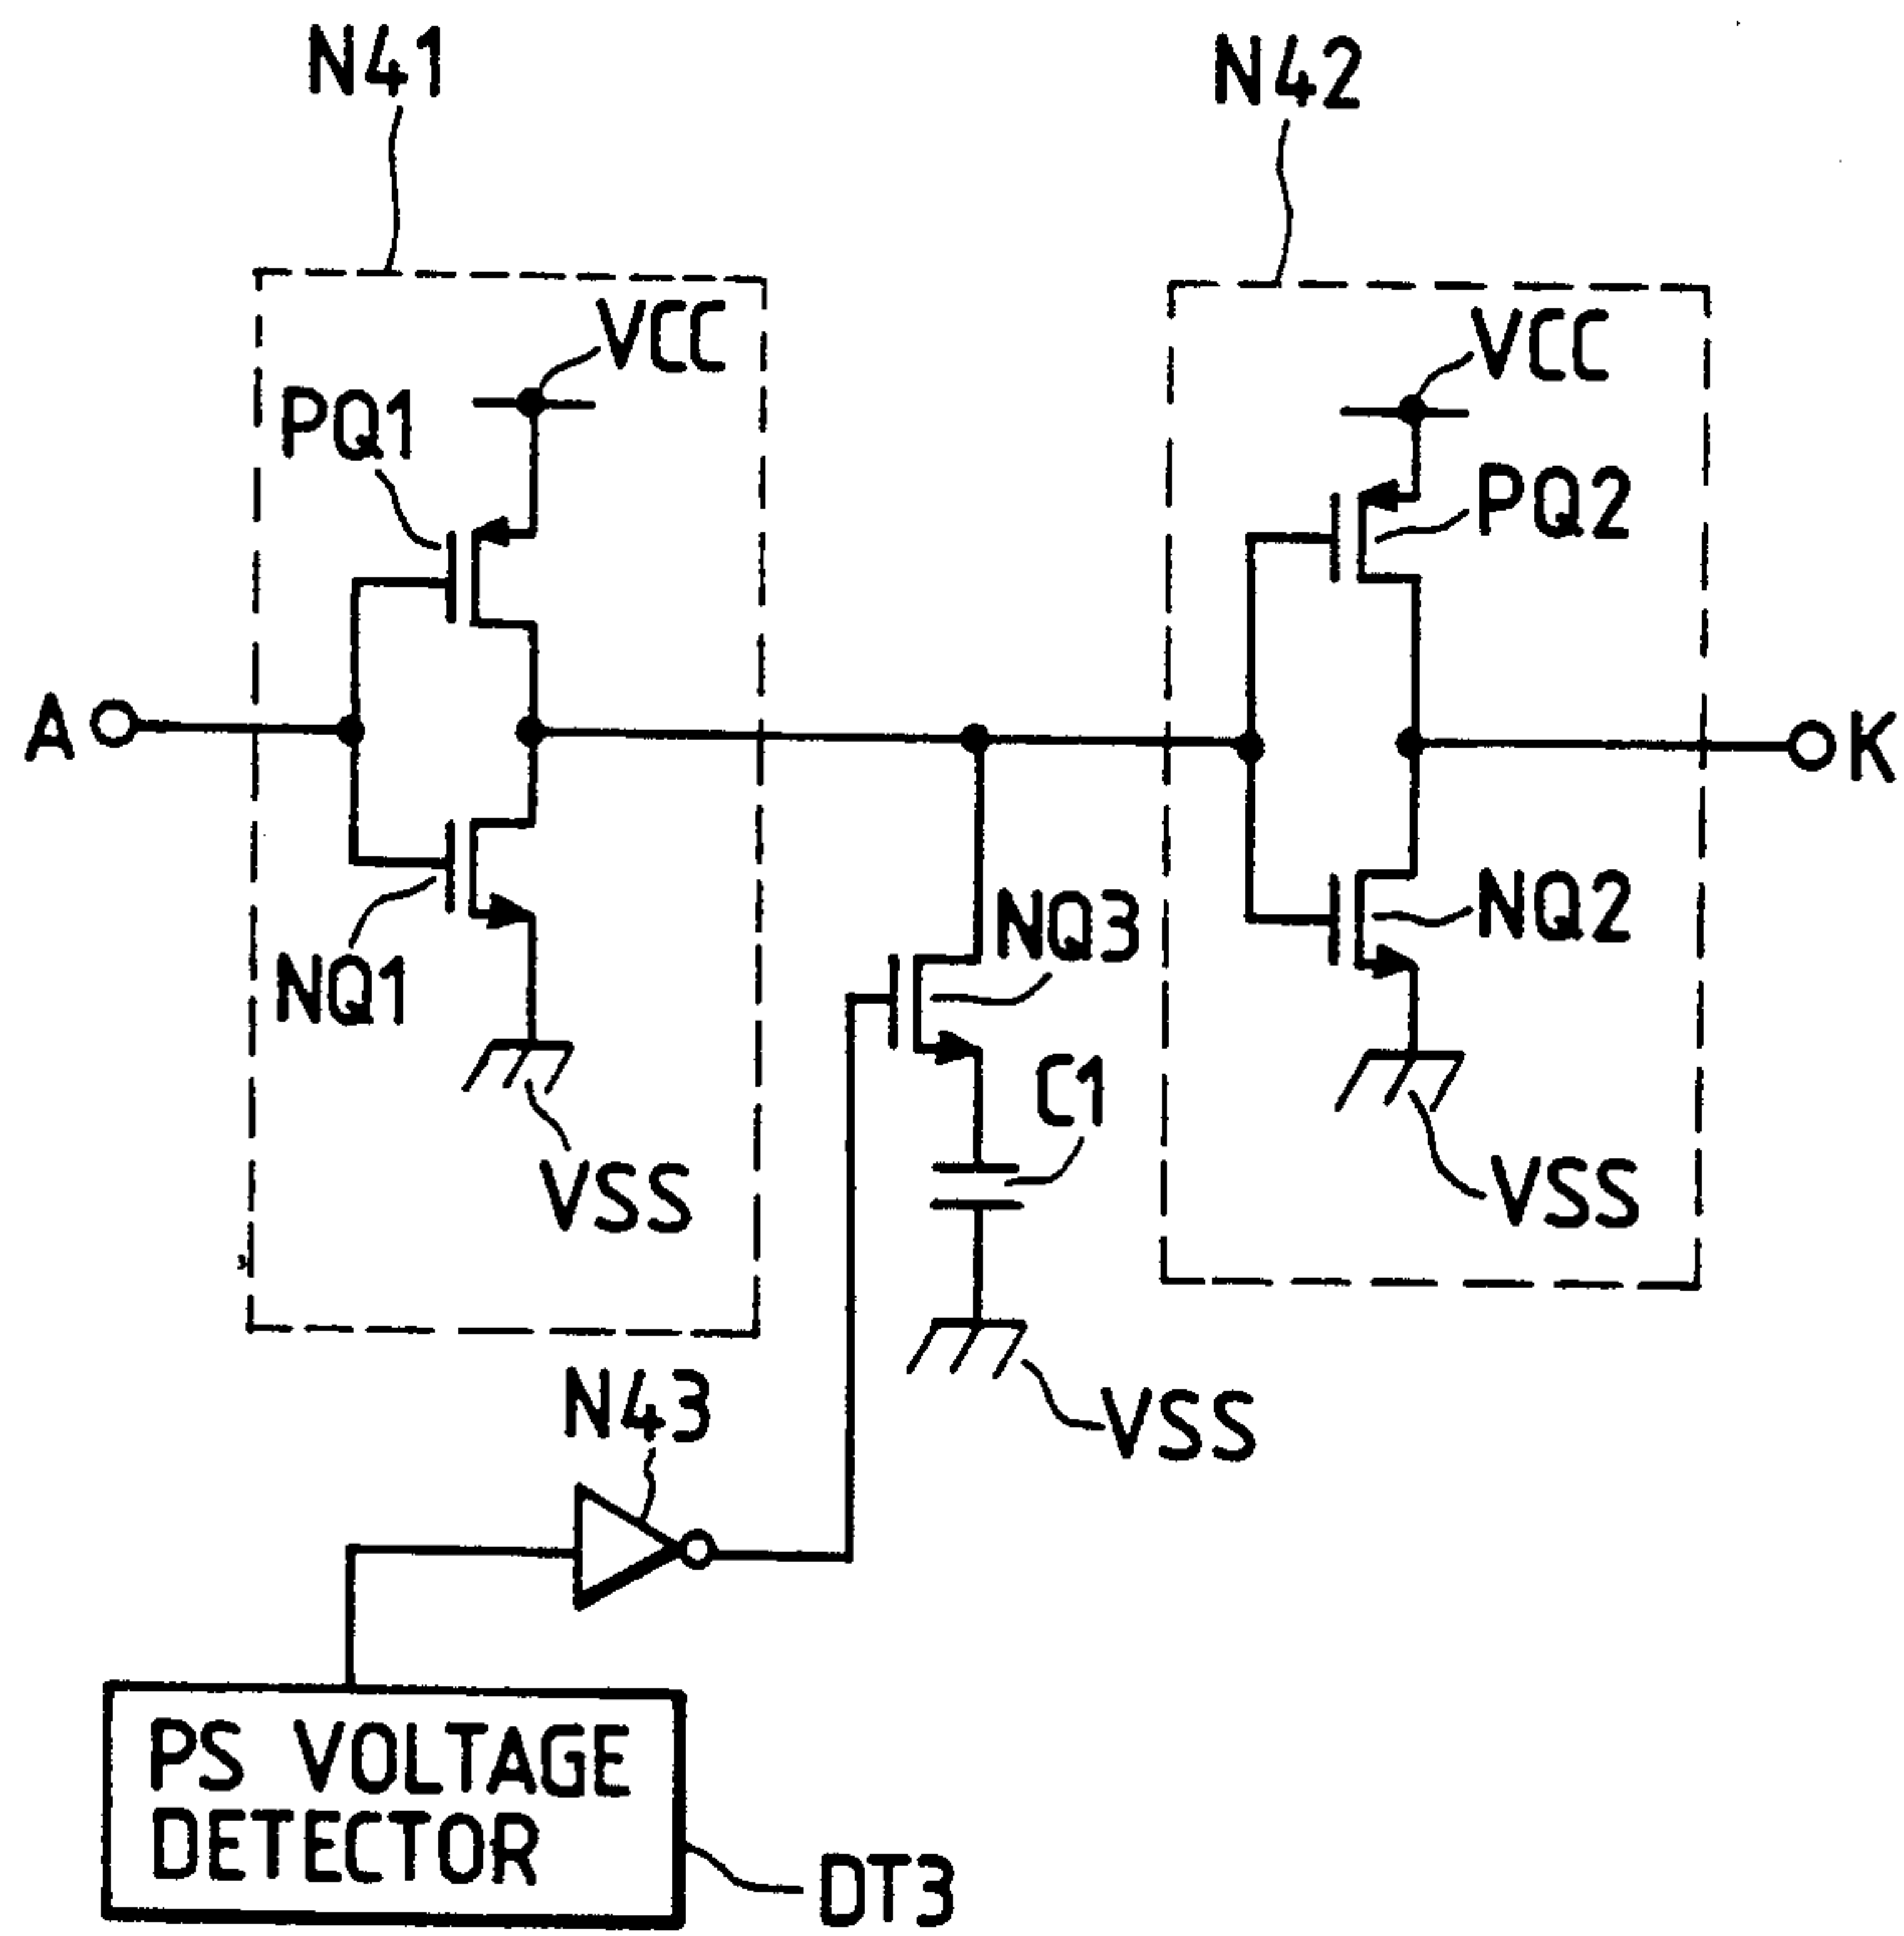 N41
N42
VCC
VCC
PQ1
PQ2
A
K
NQ3
NQ2
NQ1
C1
VSS
VSS
N43
VSS
PS VOLTAGE
DETECTOR
DT3